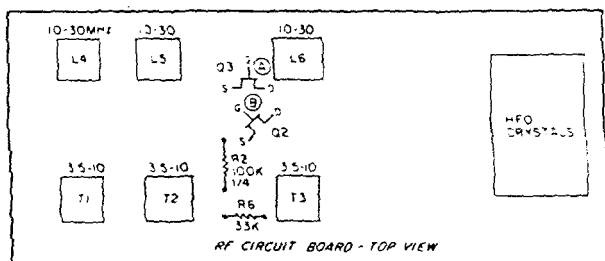 10-30MHz 10-30 10-30
L4 L5 L6
Q3 G A
S D
B
G D
S Q2
R2
100K
1/4
3.5-10 3.5-10 3.5-10
T1 T2 T3
R6
33K
HFO
CRYSTALS
RF CIRCUIT BOARD - TOP VIEW